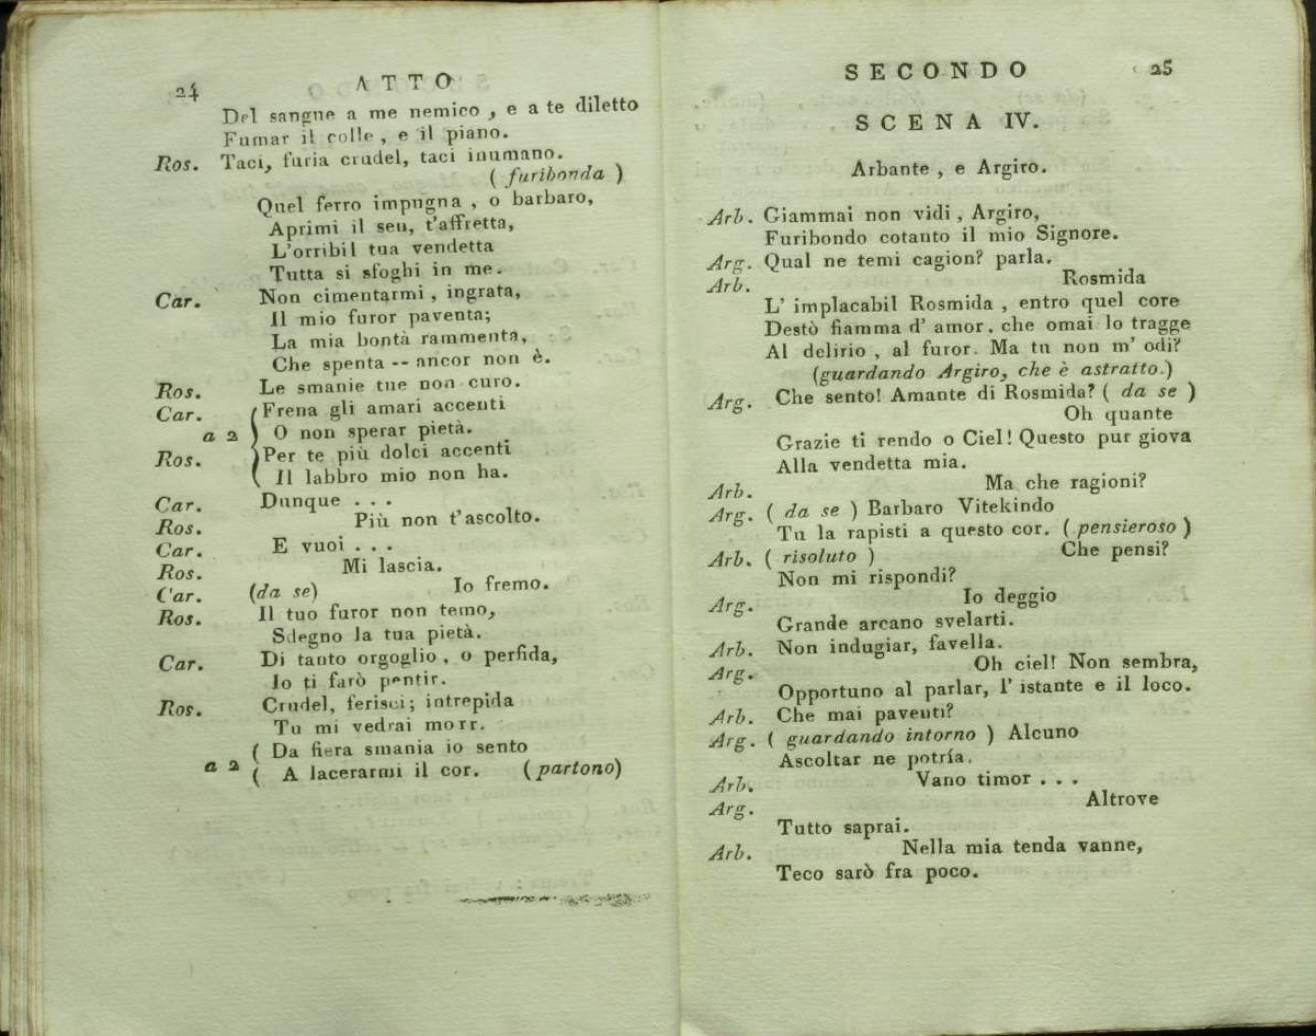 24 ATTO
Del sangue a me nemico , e a te diletto
Fumar il colle , e il piano.
Ros. Taci, furia crudel, taci inumano.
( furibonda )
Quel ferro impugna , o barbaro,
Aprimi il sen, t'affretta,
L'orribil tua vendetta
Tutta si sfoghi in me.
Car. Non cimentarmi , ingrata,
Il mio furor paventa;
La mia bontà rammenta,
Che spenta -- ancor non è.
Ros. Le smanie tue non curo.
Car. Frena gli amari accenti
a 2 O non sperar pietà.
Ros. Per te più dolci accenti
Il labbro mio non ha.
Car. Dunque . . .
Ros. Più non t'ascolto.
Car. E vuoi . . .
Ros. Mi lascia.
Car. (da se) Io fremo.
Ros. Il tuo furor non temo,
Sdegno la tua pietà.
Car. Di tanto orgoglio , o perfida,
Io ti farò pentir.
Ros. Crudel, ferisci; intrepida
Tu mi vedrai morr.
( Da fiera smania io sento
a 2 ( A lacerarmi il cor. ( partono)
SECONDO 25
SCENA IV.
Arbante , e Argiro.
Arb. Giammai non vidi , Argiro,
Furibondo cotanto il mio Signore.
Arg. Qual ne temi cagion? parla.
Arb. Rosmida
L' implacabil Rosmida , entro quel core
Destò fiamma d' amor , che omai lo tragge
Al delirio , al furor. Ma tu non m' odi?
(guardando Argiro, che è astratto.)
Arg. Che sento! Amante di Rosmida? ( da se )
Oh quante
Grazie ti rendo o Ciel! Questo pur giova
Alla vendetta mia.
Arb. Ma che ragioni?
Arg. ( da se ) Barbaro Vitekindo
Tu la rapisti a questo cor. ( pensieroso )
Arb. ( risoluto ) Che pensi?
Non mi rispondi?
Arg. Io deggio
Grande arcano svelarti.
Arb. Non indugiar, favella.
Arg. Oh ciel! Non sembra,
Opportuno al parlar, l' istante e il loco.
Arb. Che mai paventi?
Arg. ( guardando intorno ) Alcuno
Ascoltar ne potría.
Arb. Vano timor . . .
Arg. Altrove
Tutto saprai.
Arb. Nella mia tenda vanne,
Teco sarò fra poco.